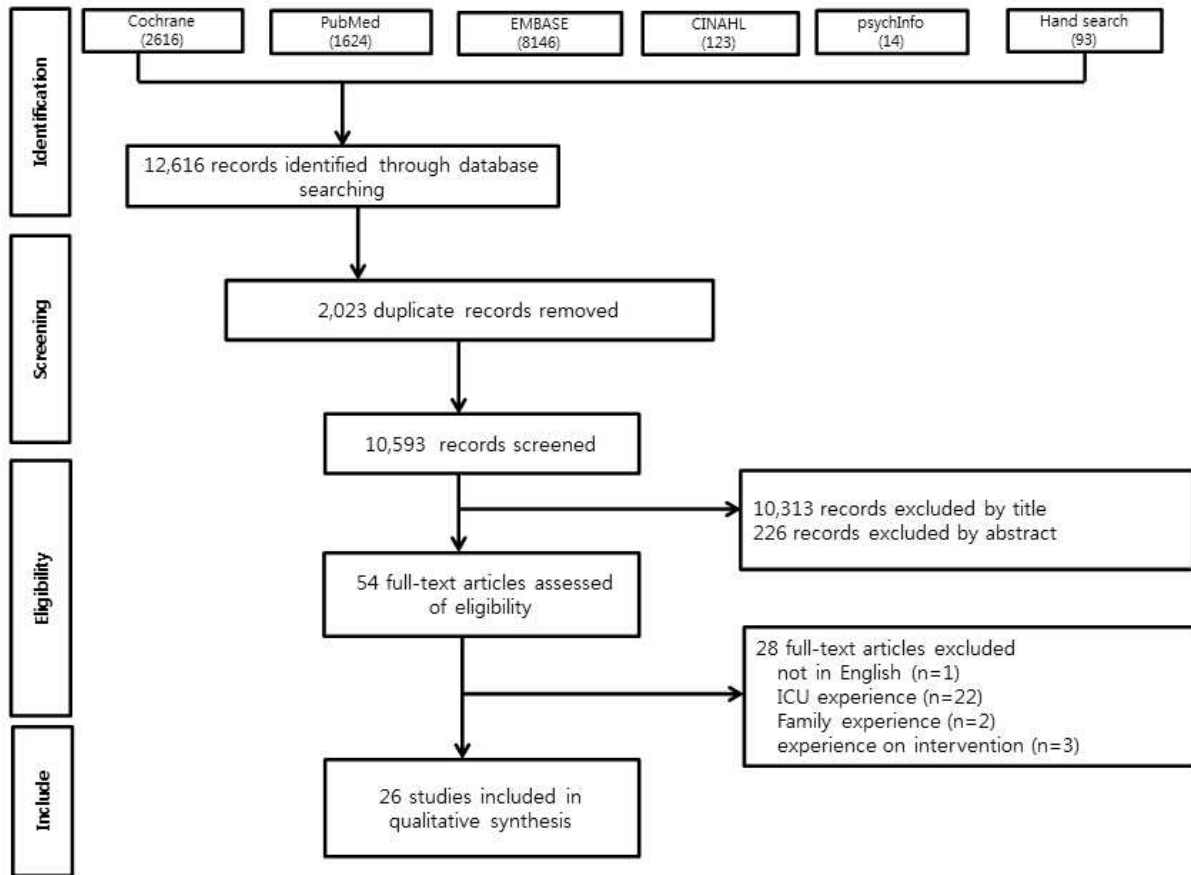 Identification
Cochrane
(2616)
PubMed
(1624)
EMBASE
(8146)
CINAHL
(123)
psychInfo
(14)
Hand search
(93)
12,616 records identified through database
searching
Screening
2,023 duplicate records removed
10,593 records screened
Eligibility
10,313 records excluded by title
226 records excluded by abstract
54 full-text articles assessed
of eligibility
28 full-text articles excluded
not in English (n=1)
ICU experience (n=22)
Family experience (n=2)
experience on intervention (n=3)
Include
26 studies included in
qualitative synthesis